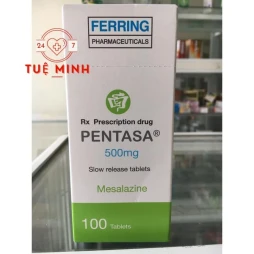 FERRING
PHARMACEUTICALS
24 7
TUỆ MINH
Rx Prescription drug
PENTASA®
500mg
Slow release tablets
Mesalazine
100 Tablets